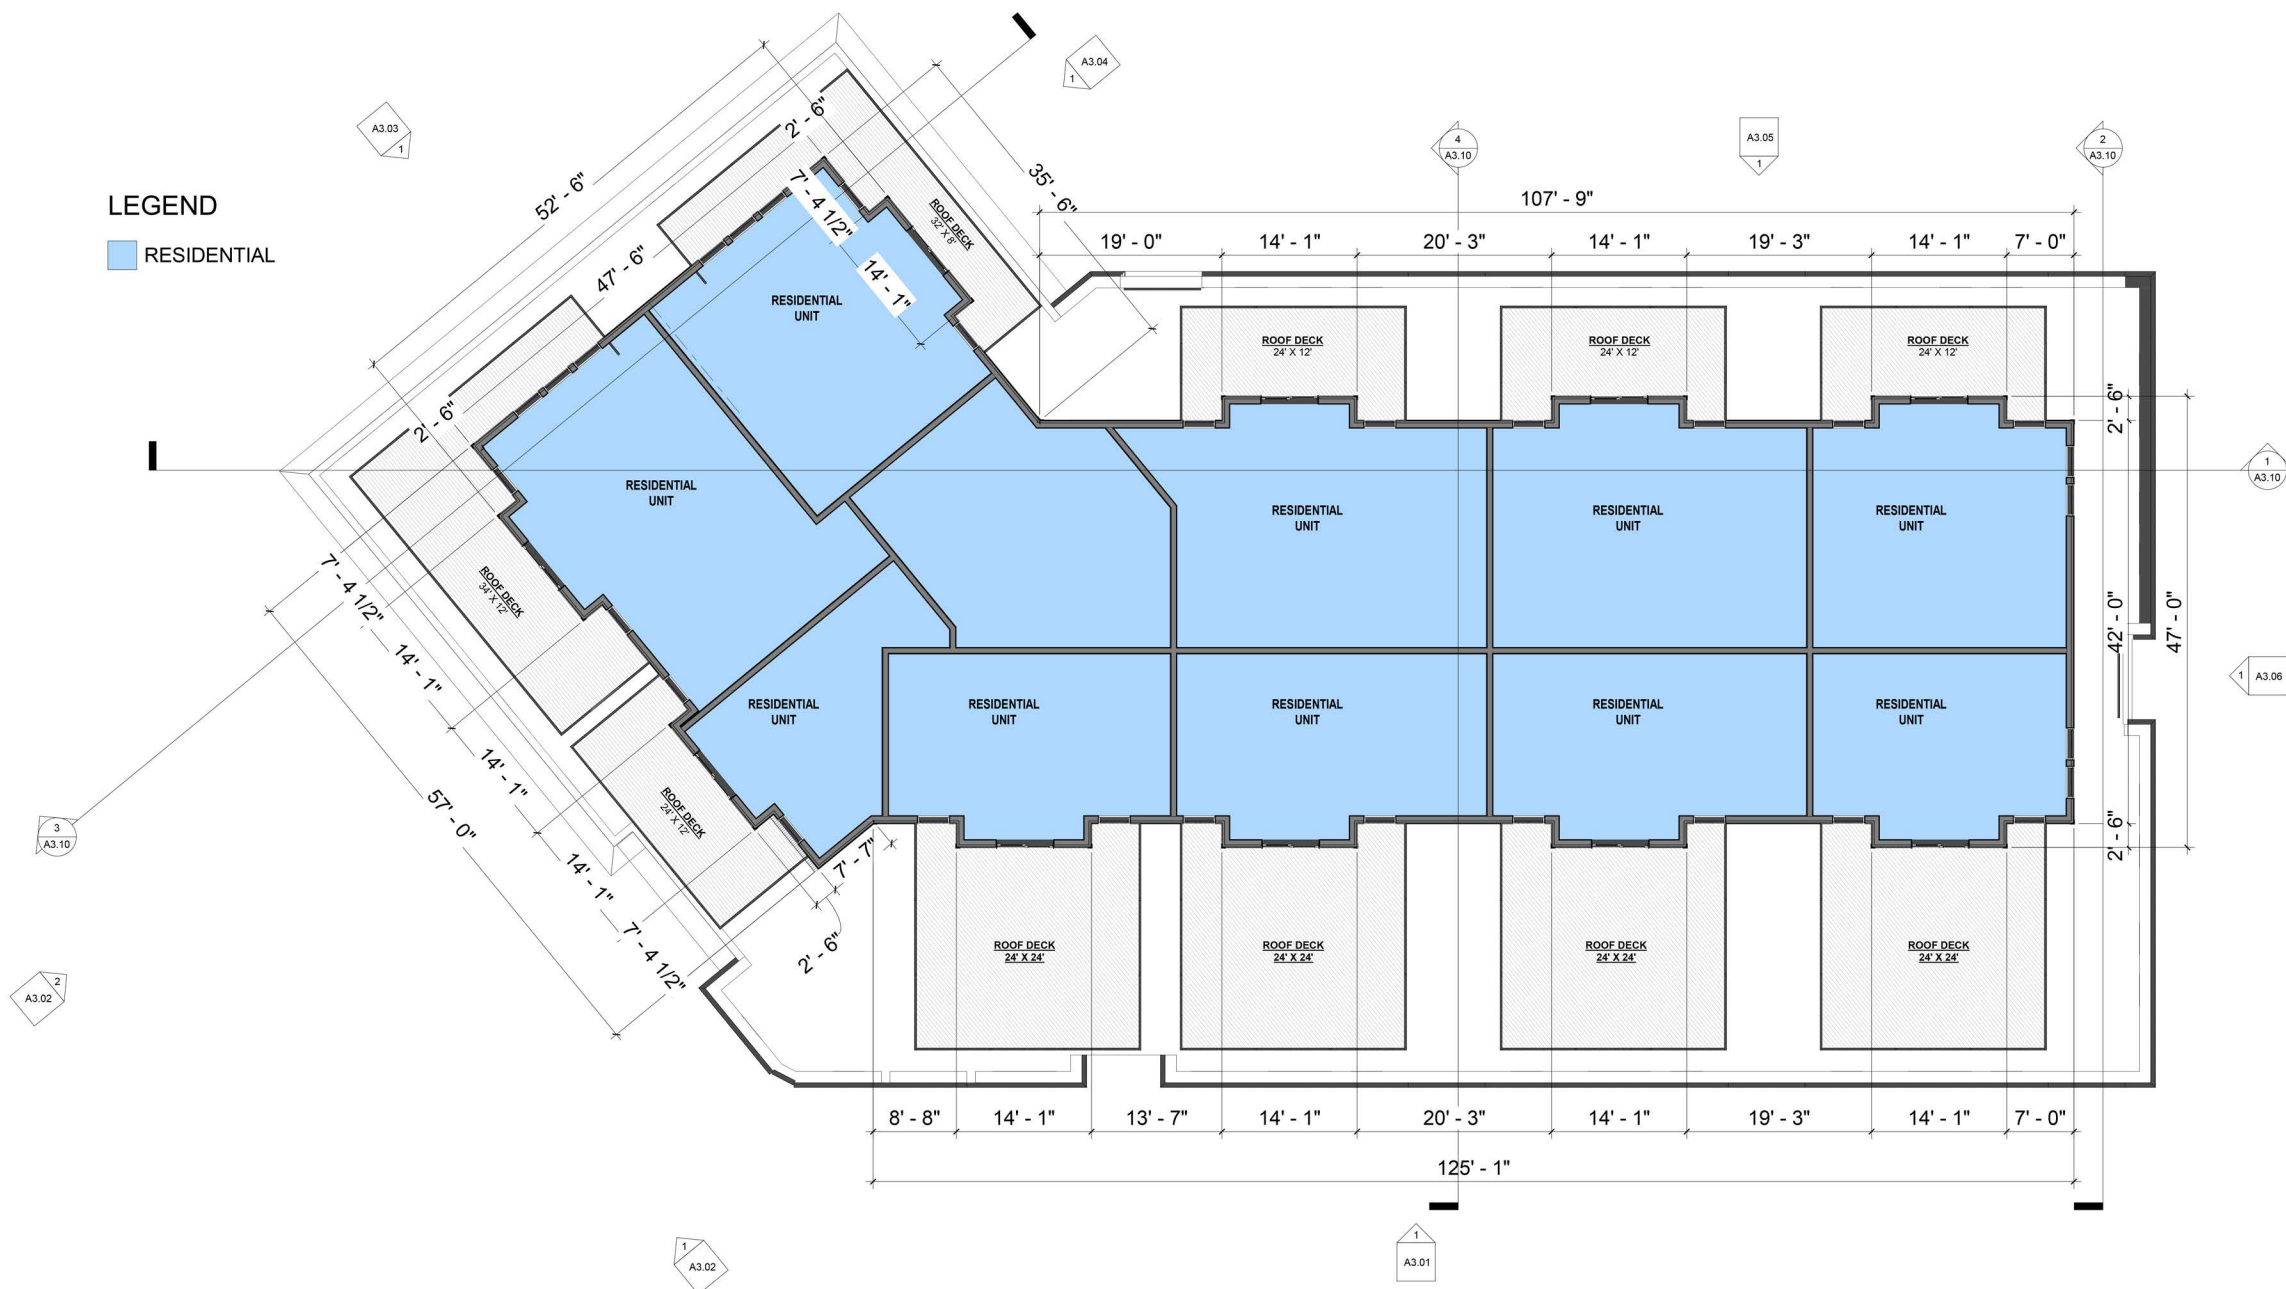 A3.04
1
A3.03
1
LEGEND
RESIDENTIAL
52' - 6"
47' - 6"
2' - 6"
7' - 4 1/2"
14' - 1"
35' - 6"
ROOF DECK
32' X 8'
4
A3.10
A3.05
1
2
A3.10
107' - 9"
19' - 0"
14' - 1"
20' - 3"
14' - 1"
19' - 3"
14' - 1"
7' - 0"
RESIDENTIAL
UNIT
ROOF DECK
24' X 12'
ROOF DECK
24' X 12'
ROOF DECK
24' X 12'
2' - 6"
2' - 6"
1
A3.10
RESIDENTIAL
UNIT
RESIDENTIAL
UNIT
RESIDENTIAL
UNIT
RESIDENTIAL
UNIT
ROOF DECK
34' X 12'
7' - 4 1/2"
14' - 1"
14' - 1"
14' - 1"
7' - 4 1/2"
57' - 0"
42' - 0"
47' - 0"
1
A3.06
RESIDENTIAL
UNIT
RESIDENTIAL
UNIT
RESIDENTIAL
UNIT
RESIDENTIAL
UNIT
RESIDENTIAL
UNIT
ROOF DECK
24' X 12'
3
A3.10
7' - 7"
2' - 6"
2' - 6"
ROOF DECK
24' X 24'
ROOF DECK
24' X 24'
ROOF DECK
24' X 24'
ROOF DECK
24' X 24'
2
A3.02
8' - 8"
14' - 1"
13' - 7"
14' - 1"
20' - 3"
14' - 1"
19' - 3"
14' - 1"
7' - 0"
125' - 1"
1
A3.02
1
A3.01